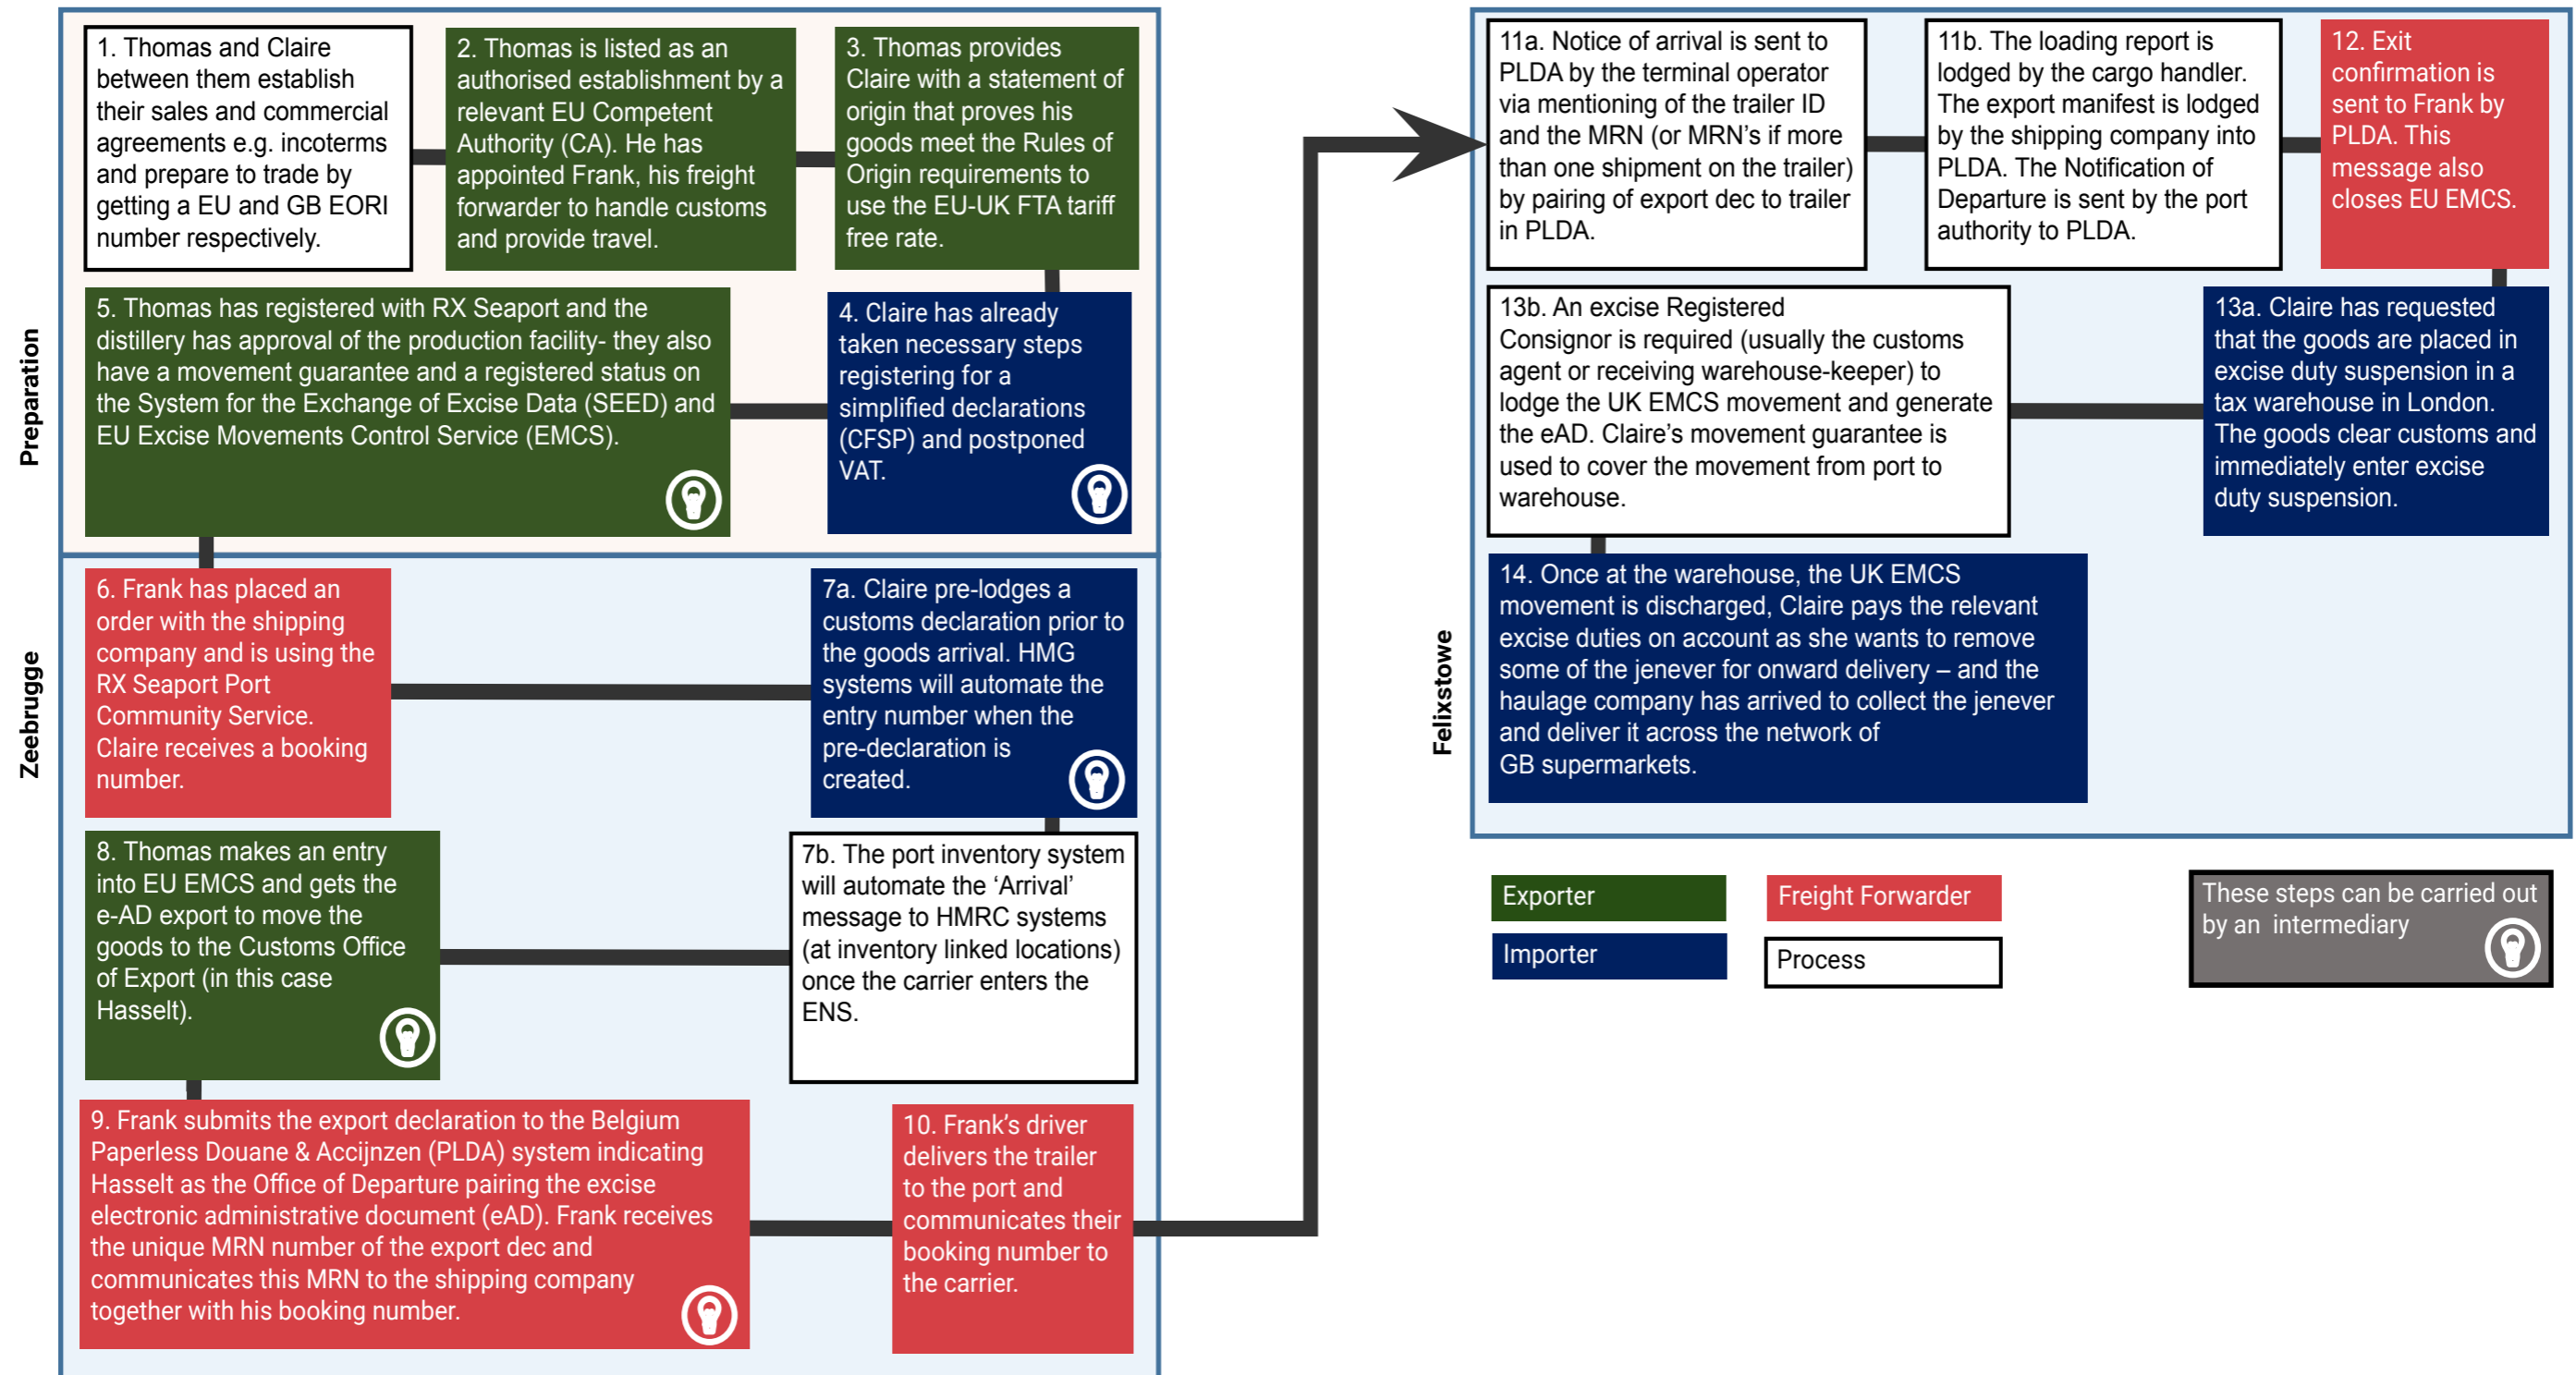 Preparation
1. Thomas and Claire
between them establish
their sales and commercial
agreements e.g. incoterms
and prepare to trade by
getting a EU and GB EORI
number respectively.
2. Thomas is listed as an
authorised establishment by a
relevant EU Competent
Authority (CA). He has
appointed Frank, his freight
forwarder to handle customs
and provide travel.
3. Thomas provides
Claire with a statement of
origin that proves his
goods meet the Rules of
Origin requirements to
use the EU-UK FTA tariff
free rate.
4. Claire has already
taken necessary steps
registering for a
simplified declarations
(CFSP) and postponed
VAT.
5. Thomas has registered with RX Seaport and the
distillery has approval of the production facility- they also
have a movement guarantee and a registered status on
the System for the Exchange of Excise Data (SEED) and
EU Excise Movements Control Service (EMCS).
Zeebrugge
6. Frank has placed an
order with the shipping
company and is using the
RX Seaport Port
Community Service.
Claire receives a booking
number.
7a. Claire pre-lodges a
customs declaration prior to
the goods arrival. HMG
systems will automate the
entry number when the
pre-declaration is
created.
7b. The port inventory system
will automate the ‘Arrival’
message to HMRC systems
(at inventory linked locations)
once the carrier enters the
ENS.
8. Thomas makes an entry
into EU EMCS and gets the
e-AD export to move the
goods to the Customs Office
of Export (in this case
Hasselt).
9. Frank submits the export declaration to the Belgium
Paperless Douane & Accijnzen (PLDA) system indicating
Hasselt as the Office of Departure pairing the excise
electronic administrative document (eAD). Frank receives
the unique MRN number of the export dec and
communicates this MRN to the shipping company
together with his booking number.
10. Frank’s driver
delivers the trailer
to the port and
communicates their
booking number to
the carrier.
Felixstowe
11a. Notice of arrival is sent to
PLDA by the terminal operator
via mentioning of the trailer ID
and the MRN (or MRN’s if more
than one shipment on the trailer)
by pairing of export dec to trailer
in PLDA.
11b. The loading report is
lodged by the cargo handler.
The export manifest is lodged
by the shipping company into
PLDA. The Notification of
Departure is sent by the port
authority to PLDA.
12. Exit
confirmation is
sent to Frank by
PLDA. This
message also
closes EU EMCS.
13a. Claire has requested
that the goods are placed in
excise duty suspension in a
tax warehouse in London.
The goods clear customs and
immediately enter excise
duty suspension.
13b. An excise Registered
Consignor is required (usually the customs
agent or receiving warehouse-keeper) to
lodge the UK EMCS movement and generate
the eAD. Claire’s movement guarantee is
used to cover the movement from port to
warehouse.
14. Once at the warehouse, the UK EMCS
movement is discharged, Claire pays the relevant
excise duties on account as she wants to remove
some of the jenever for onward delivery – and the
haulage company has arrived to collect the jenever
and deliver it across the network of
GB supermarkets.
Exporter
Freight Forwarder
Importer
Process
These steps can be carried out
by an intermediary